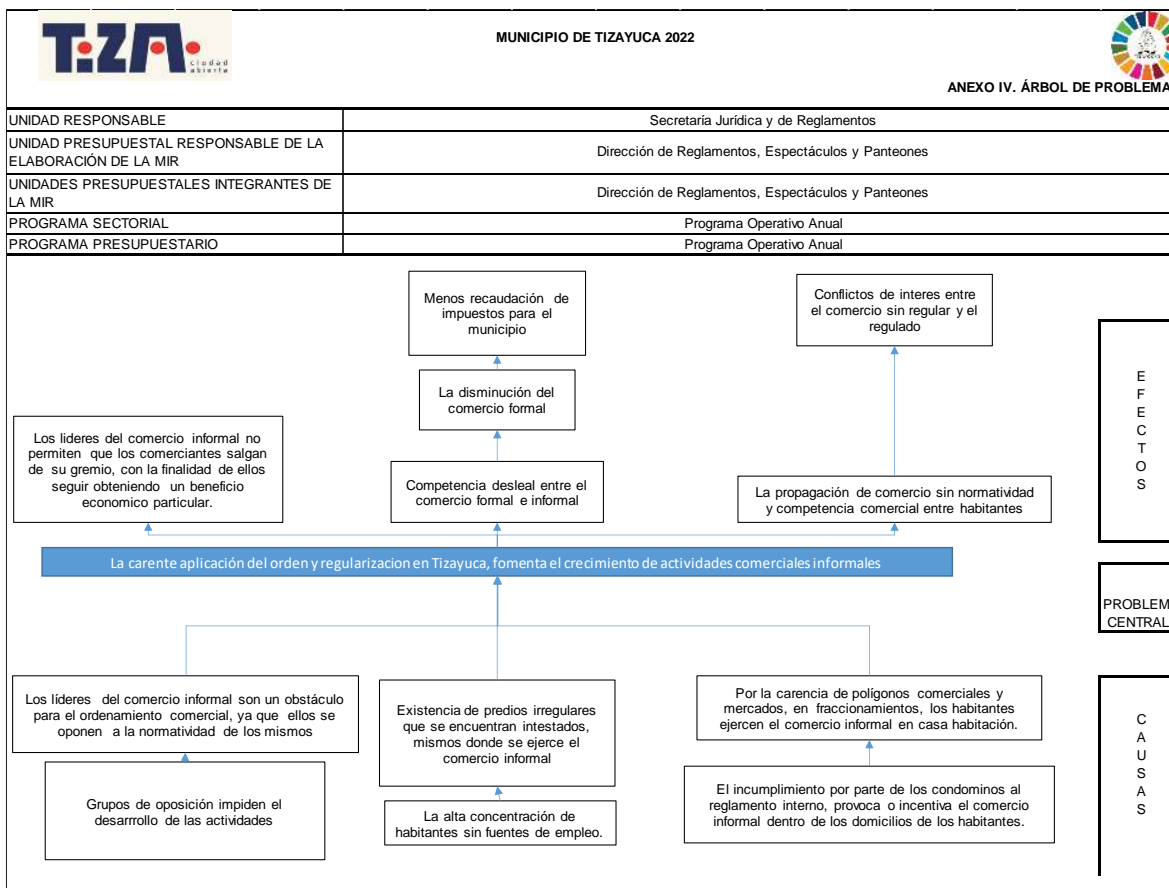 TIZA
ciudad
abierta
MUNICIPIO DE TIZAYUCA 2022
ANEXO IV. ÁRBOL DE PROBLEMA
UNIDAD RESPONSABLE
Secretaría Jurídica y de Reglamentos
UNIDAD PRESUPUESTAL RESPONSABLE DE LA
ELABORACIÓN DE LA MIR
Dirección de Reglamentos, Espectáculos y Panteones
UNIDADES PRESUPUESTALES INTEGRANTES DE
LA MIR
Dirección de Reglamentos, Espectáculos y Panteones
PROGRAMA SECTORIAL
Programa Operativo Anual
PROGRAMA PRESUPUESTARIO
Programa Operativo Anual
Menos recaudación de
impuestos para el
municipio
Conflictos de interes entre
el comercio sin regular y el
regulado
La disminución del
comercio formal
Los lideres del comercio informal no
permiten que los comerciantes salgan
de su gremio, con la finalidad de ellos
seguir obteniendo un beneficio
economico particular.
Competencia desleal entre el
comercio formal e informal
La propagación de comercio sin normatividad
y competencia comercial entre habitantes
E
F
E
C
T
O
S
La carente aplicación del orden y regularizacion en Tizayuca, fomenta el crecimiento de actividades comerciales informales
PROBLEM
CENTRAL
Los líderes del comercio informal son un obstáculo
para el ordenamiento comercial, ya que ellos se
oponen a la normatividad de los mismos
Existencia de predios irregulares
que se encuentran intestados,
mismos donde se ejerce el
comercio informal
Por la carencia de polígonos comerciales y
mercados, en fraccionamientos, los habitantes
ejercen el comercio informal en casa habitación.
Grupos de oposición impiden el
desarrrollo de las actividades
La alta concentración de
habitantes sin fuentes de empleo.
El incumplimiento por parte de los condominos al
reglamento interno, provoca o incentiva el comercio
informal dentro de los domicilios de los habitantes.
C
A
U
S
A
S